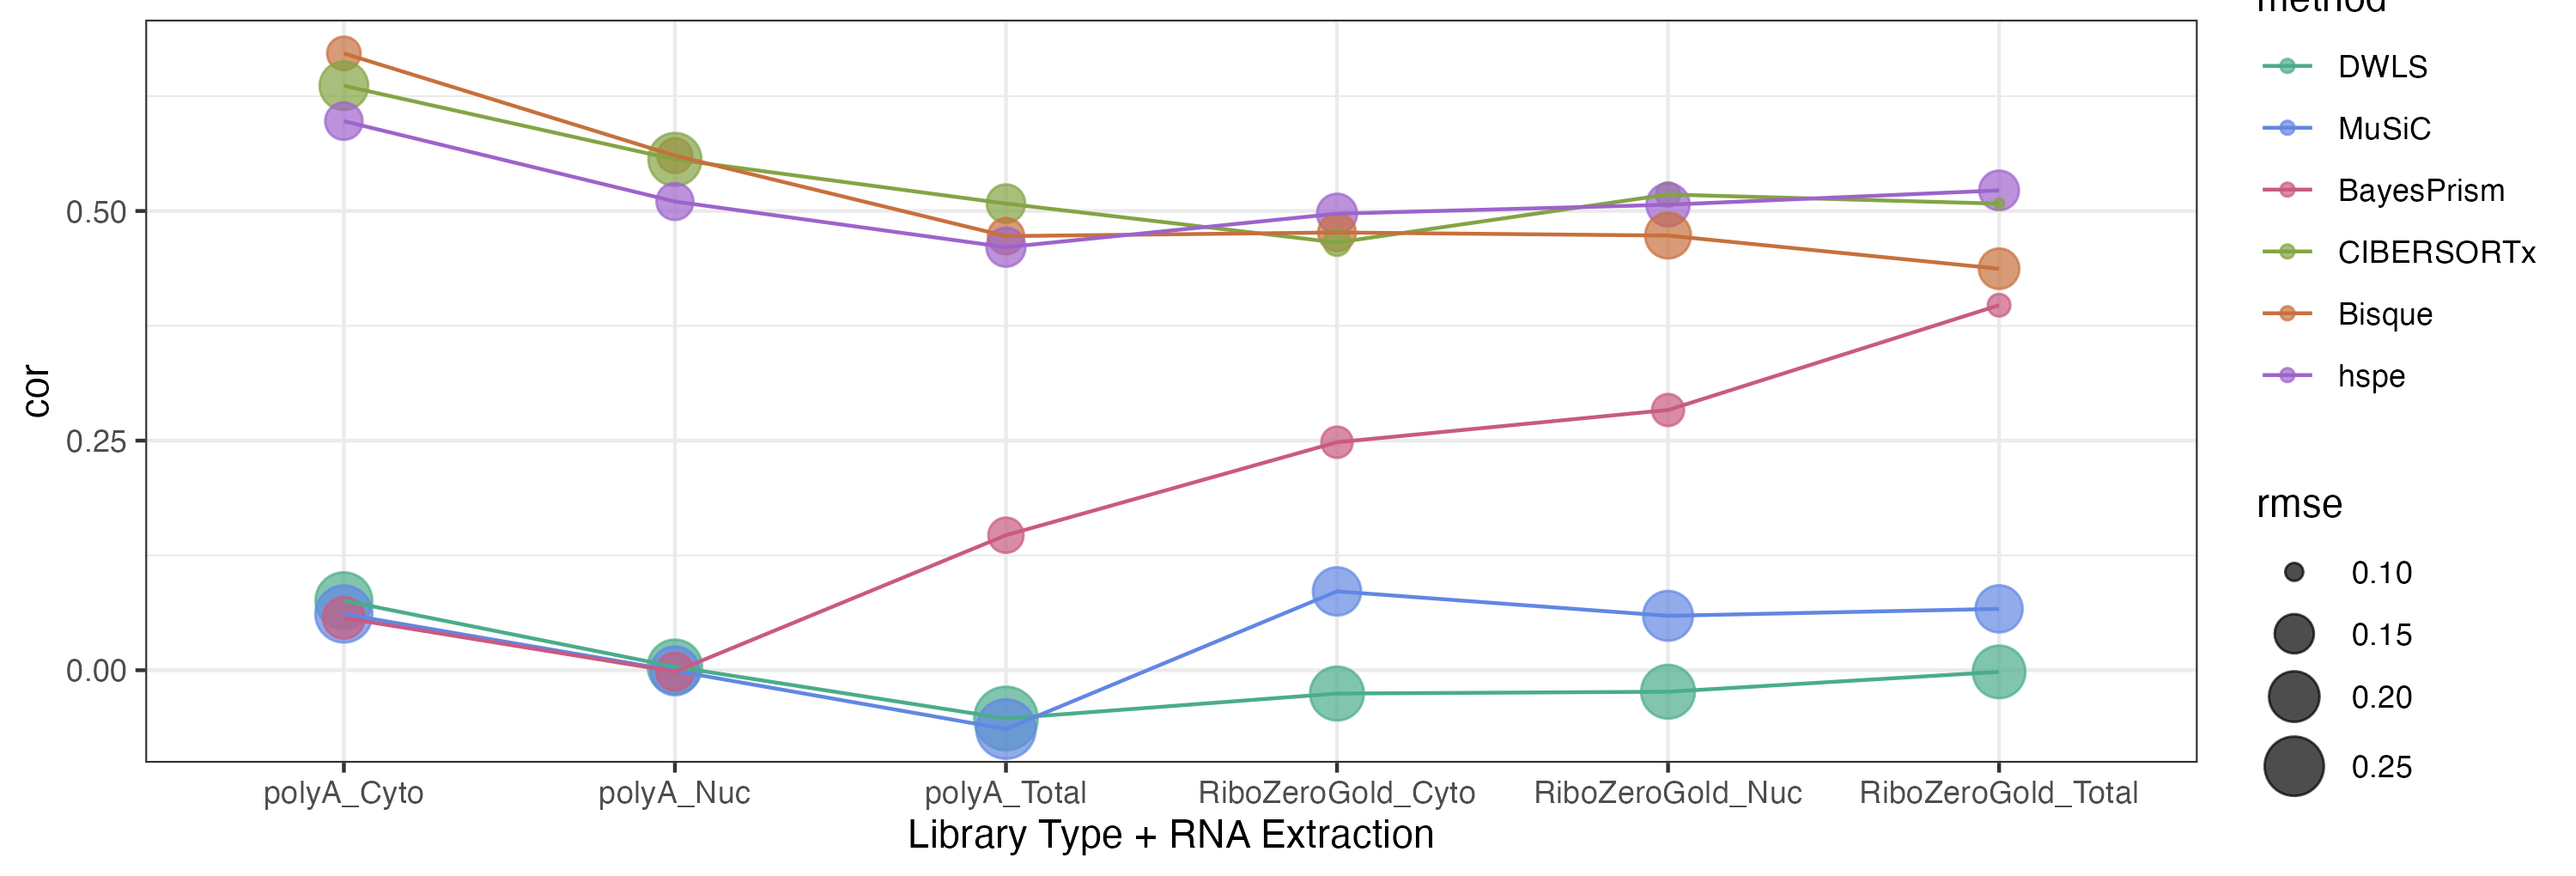 method
DWLS
MuSiC
BayesPrism
CIBERSORTx
Bisque
hspe
rmse
0.10
0.15
0.20
0.25
cor
0.50
0.25
0.00
polyA_Cyto polyA_Nuc polyA_Total RiboZeroGold_Cyto RiboZeroGold_Nuc RiboZeroGold_Total
Library Type + RNA Extraction